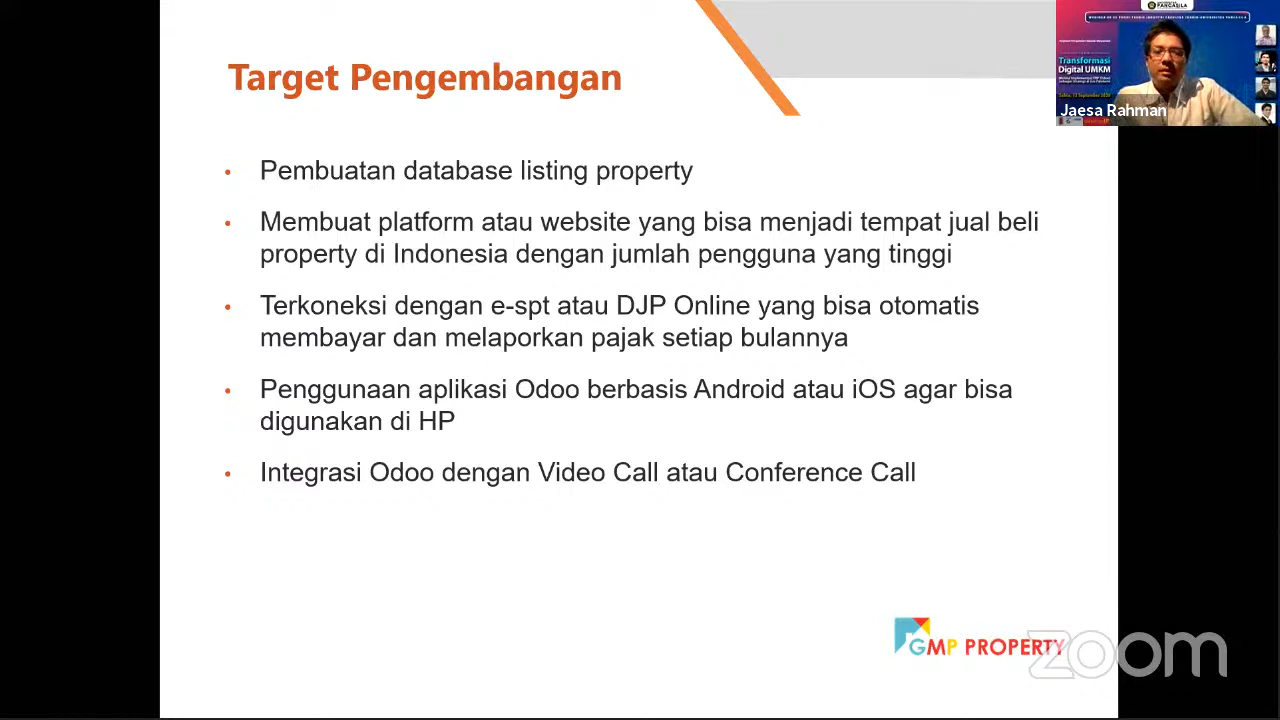 Target Pengembangan
• Pembuatan database listing property
• Membuat platform atau website yang bisa menjadi tempat jual beli
property di Indonesia dengan jumlah pengguna yang tinggi
• Terkoneksi dengan e-spt atau DJP Online yang bisa otomatis
membayar dan melaporkan pajak setiap bulannya
• Penggunaan aplikasi Odoo berbasis Android atau iOS agar bisa
digunakan di HP
• Integrasi Odoo dengan Video Call atau Conference Call
GMP PROPERTY
zoom
PANCASILA
Transformasi
Digital UMKM
Jaesa Rahman